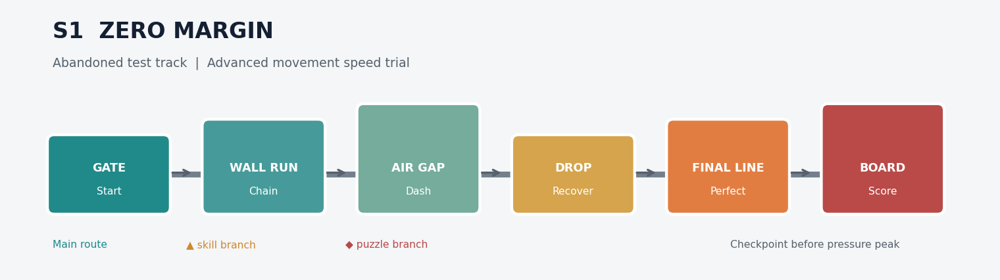 S1 ZERO MARGIN
Abandoned test track | Advanced movement speed trial
GATE
Start
WALL RUN
Chain
AIR GAP
Dash
DROP
Recover
FINAL LINE
Perfect
BOARD
Score
Main route
▲ skill branch
◆ puzzle branch
Checkpoint before pressure peak